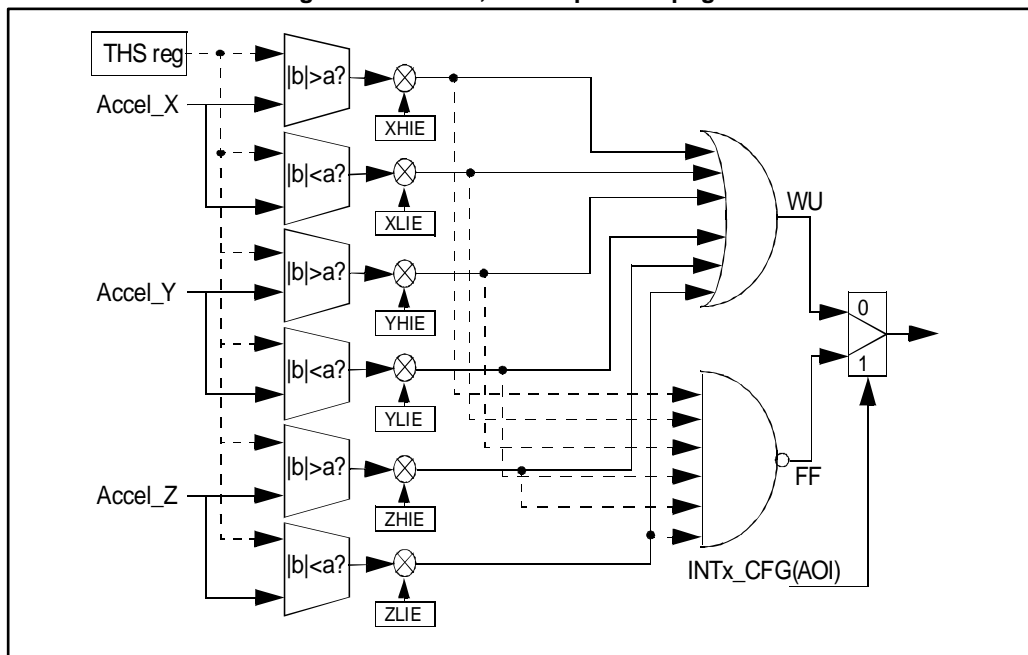 THS reg
|b|>a?
Accel_X
XHIE
|b|<a?
WU
XLIE
|b|>a?
Accel_Y
0
YHIE
|b|<a?
1
YLIE
|b|>a?
FF
Accel_Z
ZHIE
|b|<a?
INTx_CFG(AOI)
ZLIE